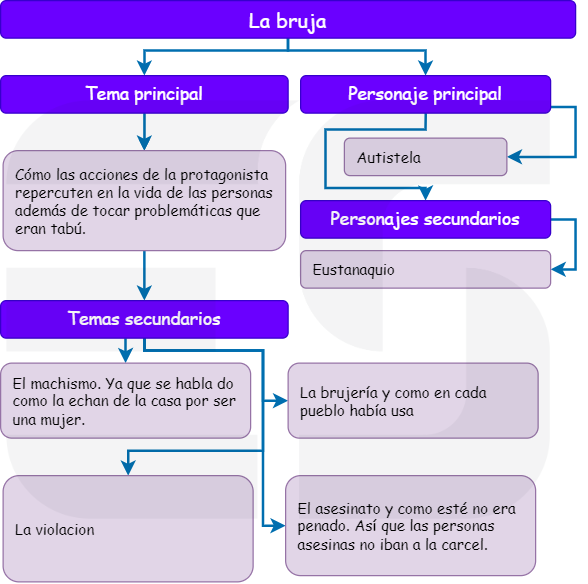 La bruja
Tema principal
Personaje principal
Autistela
Cómo las acciones de la protagonista
repercuten en la vida de las personas
además de tocar problemáticas que
eran tabú.
Personajes secundarios
Eustanaquio
Temas secundarios
El machismo. Ya que se habla do
como la echan de la casa por ser
una mujer.
La brujería y como en cada
pueblo había usa
La violacion
El asesinato y como esté no era
penado. Así que las personas
asesinas no iban a la carcel.